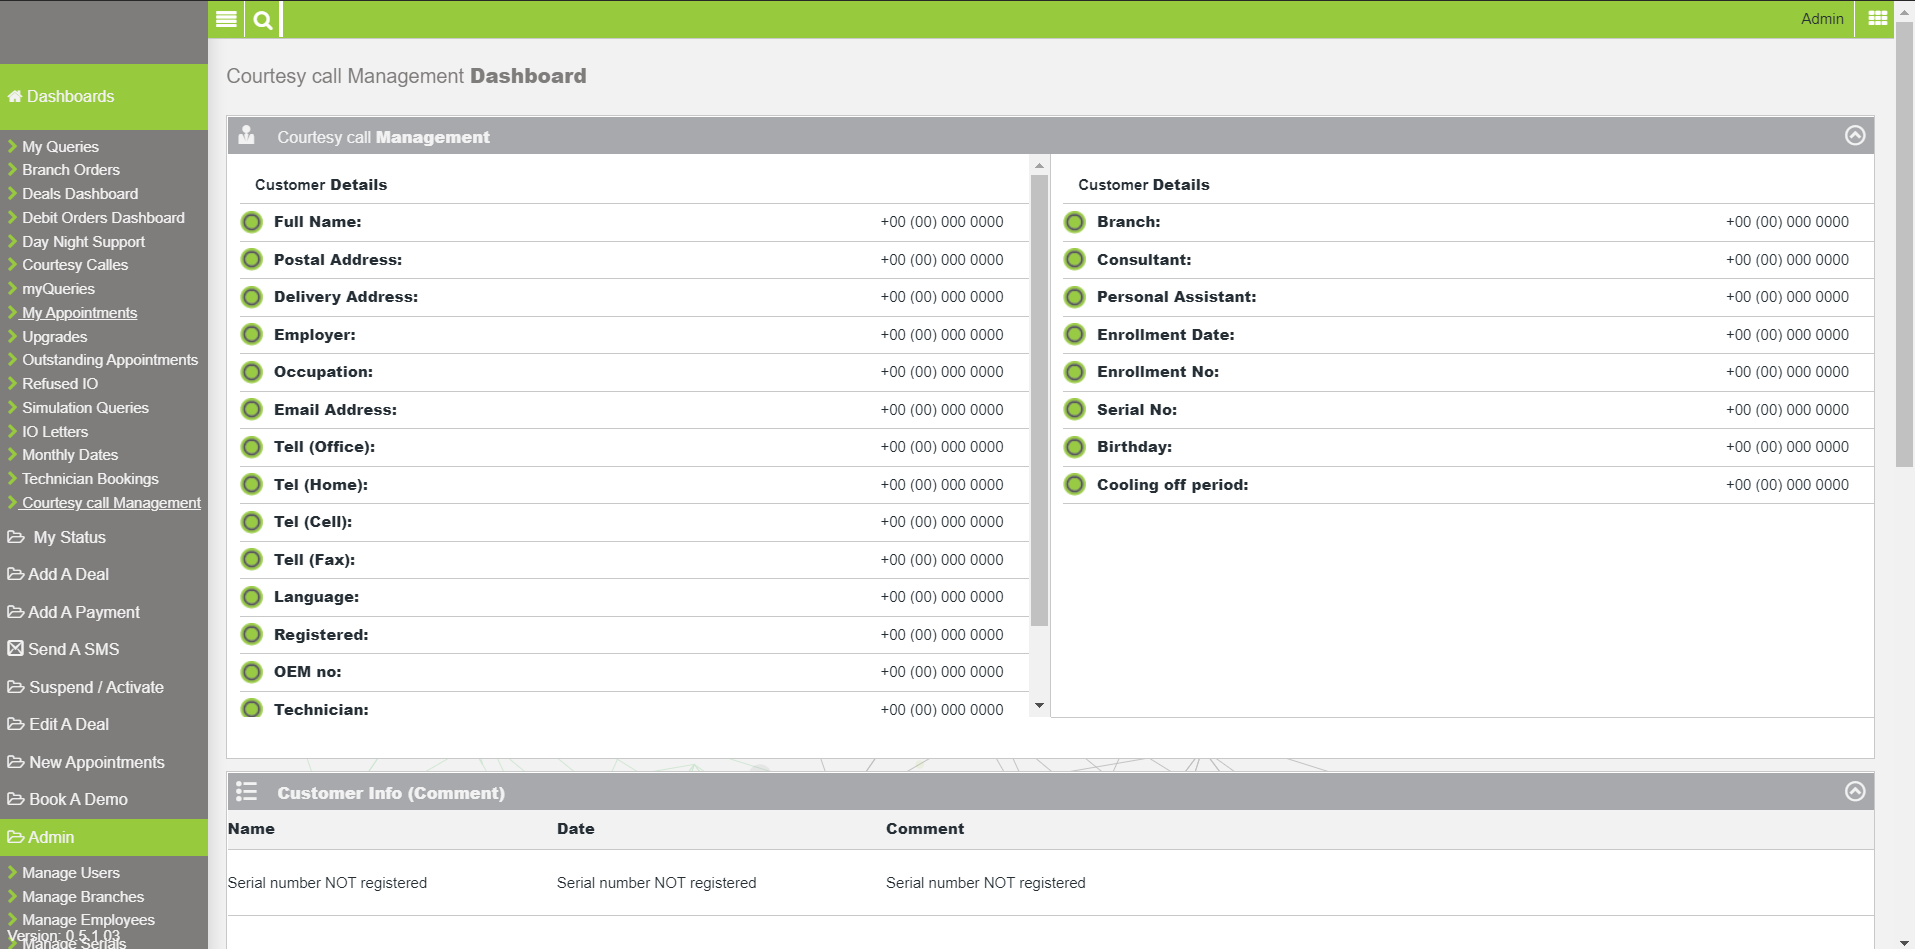 Admin
Dashboards
My Queries
Branch Orders
Deals Dashboard
Debit Orders Dashboard
Day Night Support
Courtesy Calles
myQueries
My Appointments
Upgrades
Outstanding Appointments
Refused IO
Simulation Queries
IO Letters
Monthly Dates
Technician Bookings
Courtesy call Management
My Status
Add A Deal
Add A Payment
Send A SMS
Suspend / Activate
Edit A Deal
New Appointments
Book A Demo
Admin
Manage Users
Manage Branches
Manage Employees
Version: 0.5.1.03
Manage Serials
Courtesy call Management Dashboard
Courtesy call Management
Customer Details
Full Name: +00 (00) 000 0000
Postal Address: +00 (00) 000 0000
Delivery Address: +00 (00) 000 0000
Employer: +00 (00) 000 0000
Occupation: +00 (00) 000 0000
Email Address: +00 (00) 000 0000
Tell (Office): +00 (00) 000 0000
Tel (Home): +00 (00) 000 0000
Tel (Cell): +00 (00) 000 0000
Tell (Fax): +00 (00) 000 0000
Language: +00 (00) 000 0000
Registered: +00 (00) 000 0000
OEM no: +00 (00) 000 0000
Technician: +00 (00) 000 0000
Customer Details
Branch: +00 (00) 000 0000
Consultant: +00 (00) 000 0000
Personal Assistant: +00 (00) 000 0000
Enrollment Date: +00 (00) 000 0000
Enrollment No: +00 (00) 000 0000
Serial No: +00 (00) 000 0000
Birthday: +00 (00) 000 0000
Cooling off period: +00 (00) 000 0000
Customer Info (Comment)
Name Date Comment
Serial number NOT registered Serial number NOT registered Serial number NOT registered